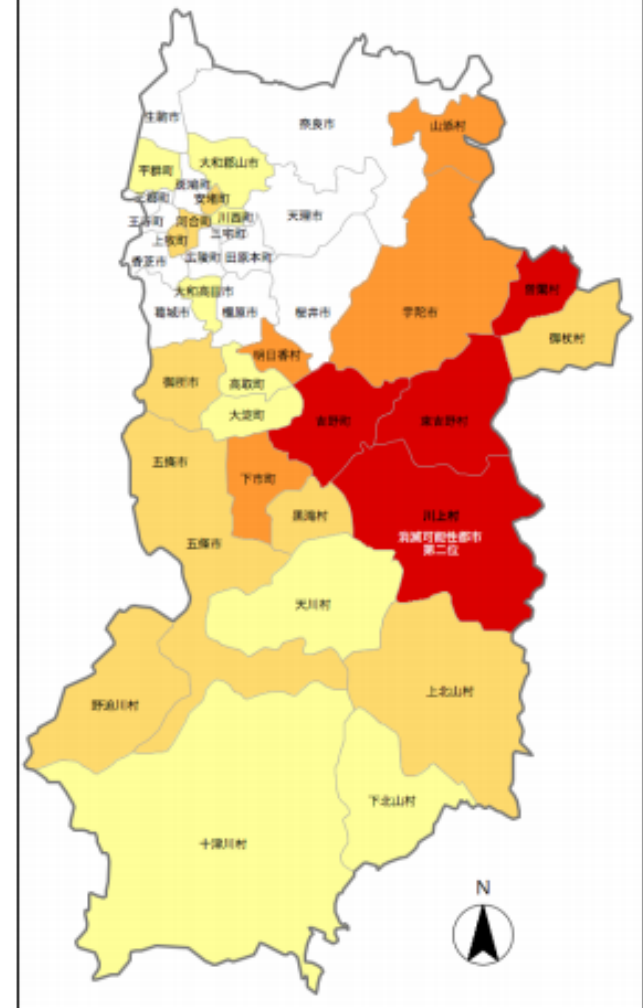 生駒市
奈良市
山添村
平群町
大和郡山市
斑鳩町
三郷町
安堵町
王寺町
河合町
川西町
三宅町
天理市
上牧町
香芝市
広陵町
田原本町
大和高田市
葛城市
橿原市
桜井市
宇陀市
曽爾村
御杖村
明日香村
御所市
高取町
大淀町
吉野町
東吉野村
五條市
下市町
黒滝村
川上村
消滅可能性都市
第二位
五條市
天川村
上北山村
野迫川村
下北山村
十津川村
N